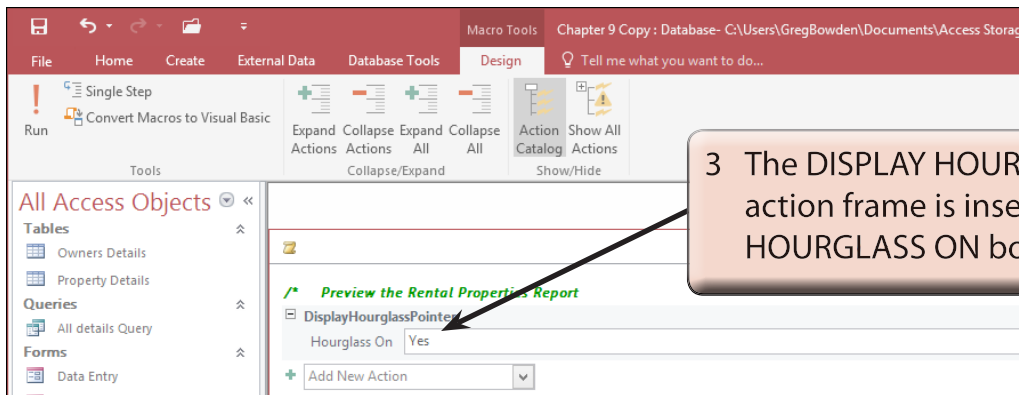 Macro Tools
Chapter 9 Copy : Database- C:\Users\GregBowden\Documents\Access Storag
File Home Create External Data Database Tools Design Tell me what you want to do...
Run
Single Step
Convert Macros to Visual Basic
Tools
Expand Actions
Collapse Actions
Expand All
Collapse All
Collapse/Expand
Action Catalog
Show All Actions
Show/Hide
3 The DISPLAY HOUR
action frame is inse
HOURGLASS ON bo
All Access Objects
Tables
Owners Details
Property Details
Queries
All details Query
Forms
Data Entry
/* Preview the Rental Properties Report
DisplayHourglassPointer
Hourglass On Yes
Add New Action